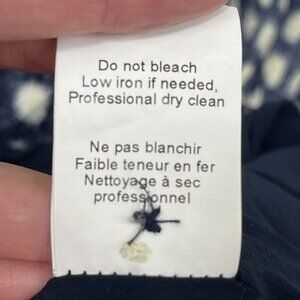 Do not bleach
Low iron if needed,
Professional dry clean
Ne pas blanchir
Faible teneur en fer
Nettoyage à sec
professionnel